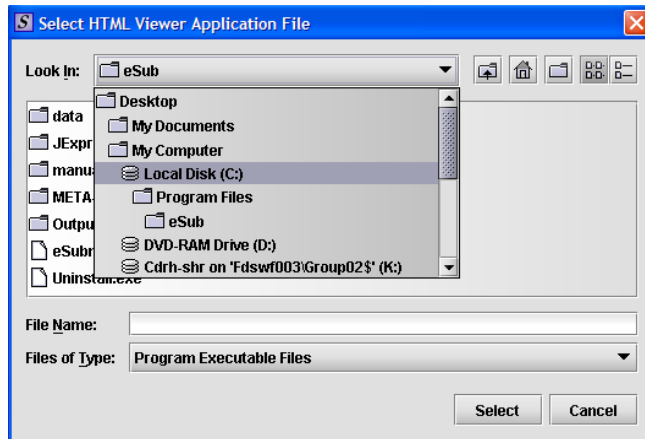 S Select HTML Viewer Application File
Look In: eSub
Desktop
My Documents
My Computer
Local Disk (C:)
Program Files
eSub
DVD-RAM Drive (D:)
Cdrh-shr on 'Fdswf003\Group02$' (K:)
data
JExpr
manu
META
Outpu
eSubr
Uninstall.exe
File Name:
Files of Type: Program Executable Files
Select Cancel